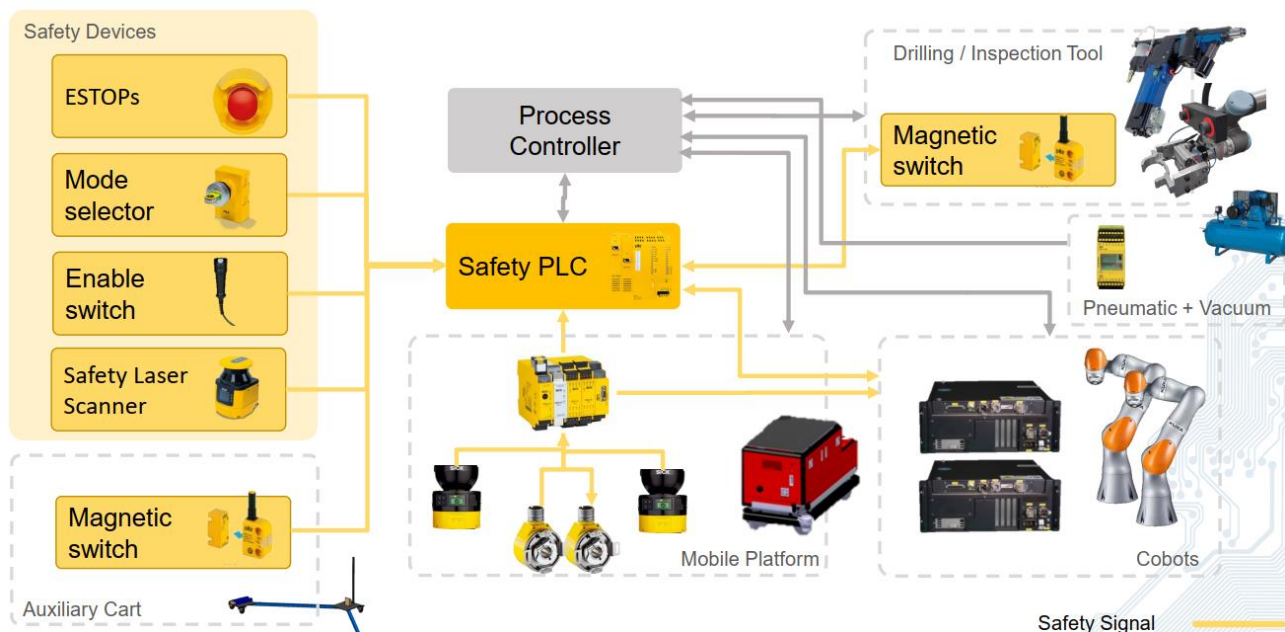 Safety Devices
ESTOPs
Mode
selector
Enable
switch
Safety Laser
Scanner
Magnetic
switch
Auxiliary Cart
Process
Controller
Safety PLC
Mobile Platform
Drilling / Inspection Tool
Magnetic
switch
Pneumatic + Vacuum
Cobots
Safety Signal